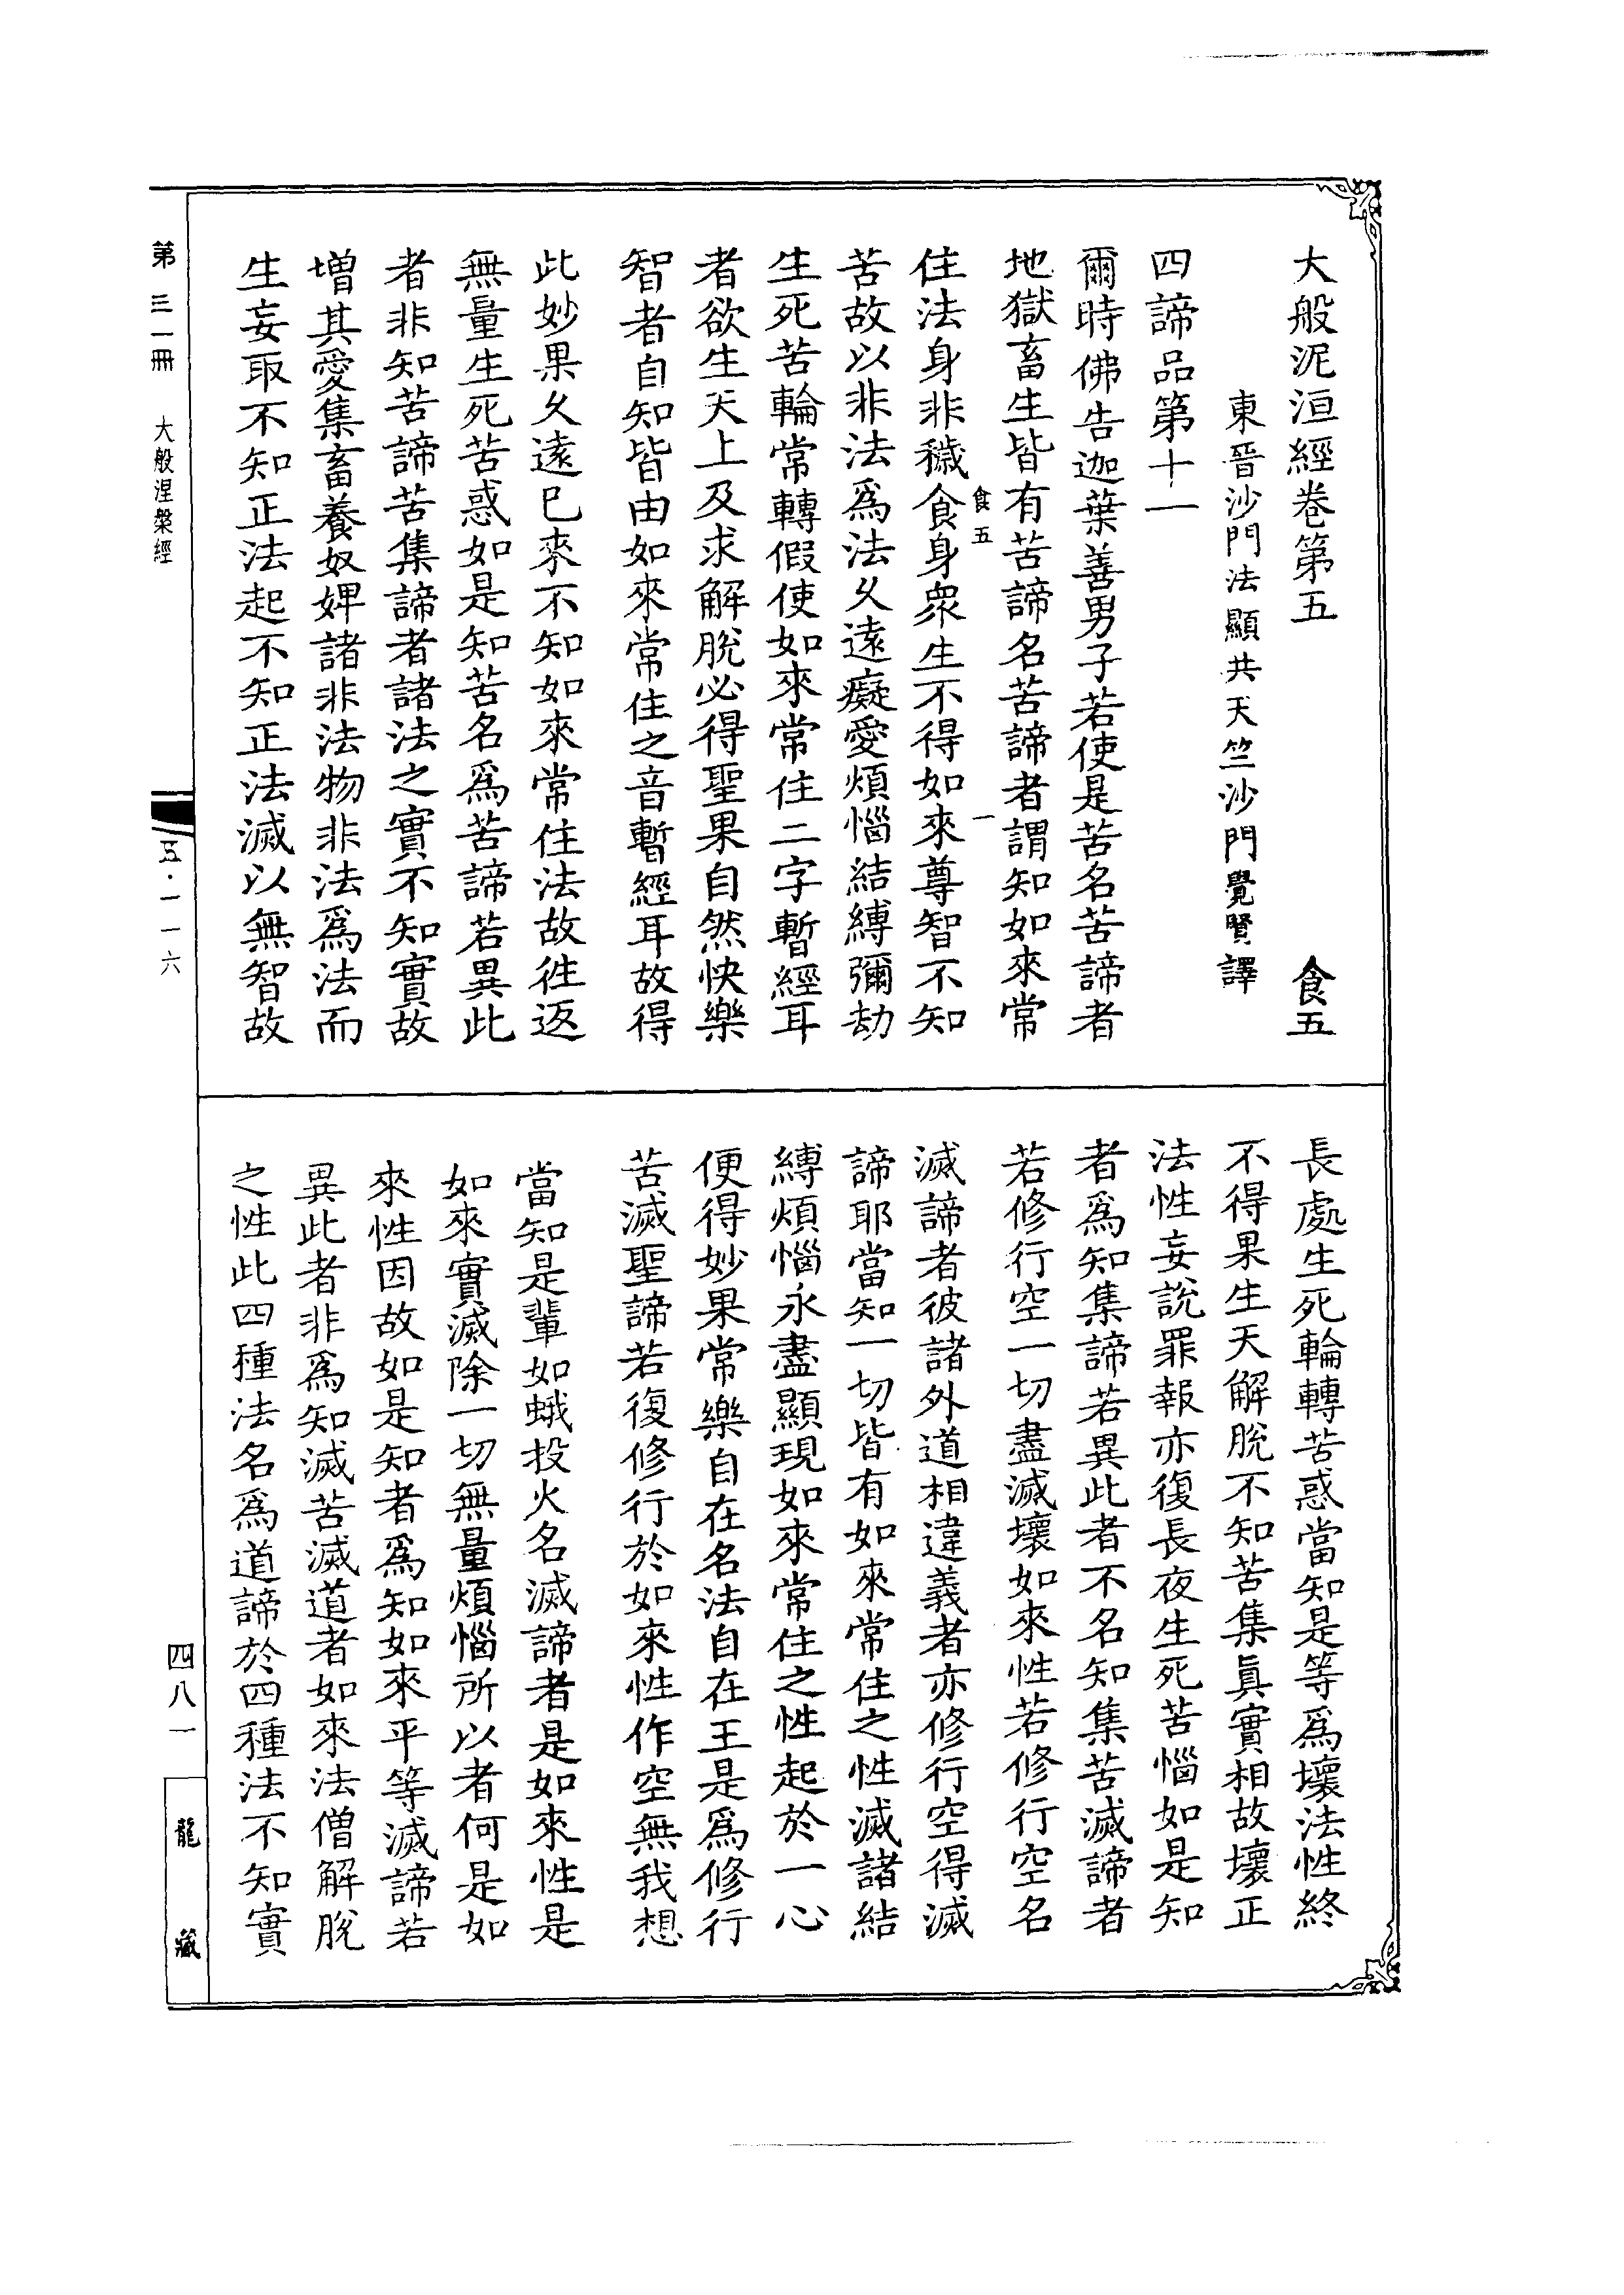 大般泥洹經卷第五　食五
東晉沙門法顯共天竺沙門覺賢譯
四諦品第十一
爾時佛告迦葉善男子若使是苦名苦諦者
地獄畜生皆有苦諦名苦諦者謂知如來常
食五　一
住法身非穢食身衆生不得如來尊智不知
苦故以非法爲法久遠癡愛煩惱結縛彌劫
生死苦輪常轉假使如來常住二字暫經耳
者欲生天上及求解脫必得聖果自然快樂
智者自知皆由如來常住之音暫經耳故得
此妙果久遠已來不知如來常住法故往返
無量生死苦惑如是知苦名爲苦諦若異此
者非知苦諦苦集諦者諸法之實不知實故
增其愛集畜養奴婢諸非法物非法爲法而
生妄取不知正法起不知正法滅以無智故
長處生死輪轉苦惑當知是等爲壞法性終
不得果生天解脫不知苦集眞實相故壞正
法性妄說罪報亦復長夜生死苦惱如是知
者爲知集諦若異此者不名知集苦滅諦者
若修行空一切盡滅壞如來性若修行空名
滅諦者彼諸外道相違義者亦修行空得滅
諦耶當知一切皆有如來常住之性滅諸結
縛煩惱永盡顯現如來常住之性起於一心
便得妙果常樂自在名法自在王是爲修行
苦滅聖諦若復修行於如來性作空無我想
當知是輩如蛾投火名滅諦者是如來性是
如來實滅除一切無量煩惱所以者何是如
來性因故如是知者爲知如來平等滅諦若
異此者非爲知滅苦滅道者如來法僧解脫
之性此四種法名爲道諦於四種法不知實
第三一冊　大般涅槃經　五·一一六　四八一　龍藏